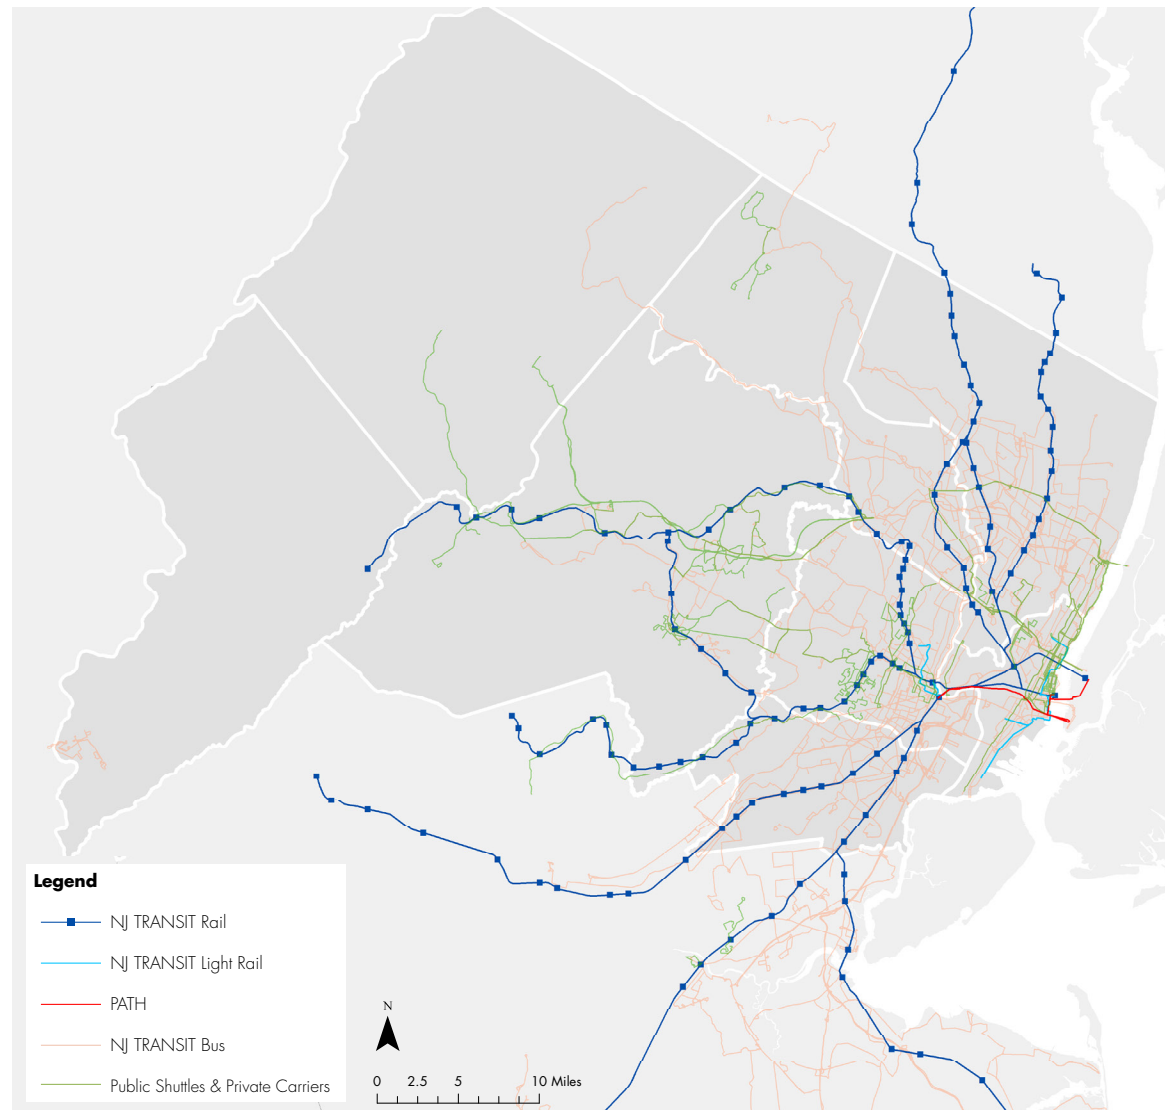 Legend
NJ TRANSIT Rail
NJ TRANSIT Light Rail
PATH
NJ TRANSIT Bus
Public Shuttles & Private Carriers
N
0 2.5 5 10 Miles